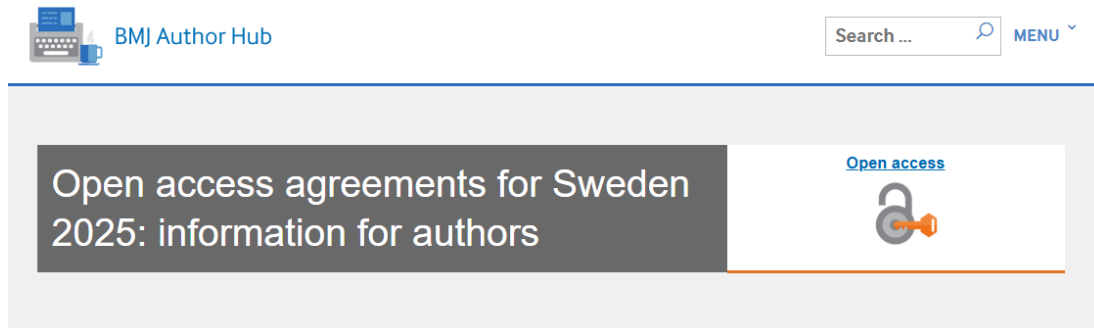 BMJ Author Hub
Search ...
MENU
Open access agreements for Sweden
2025: information for authors
Open access